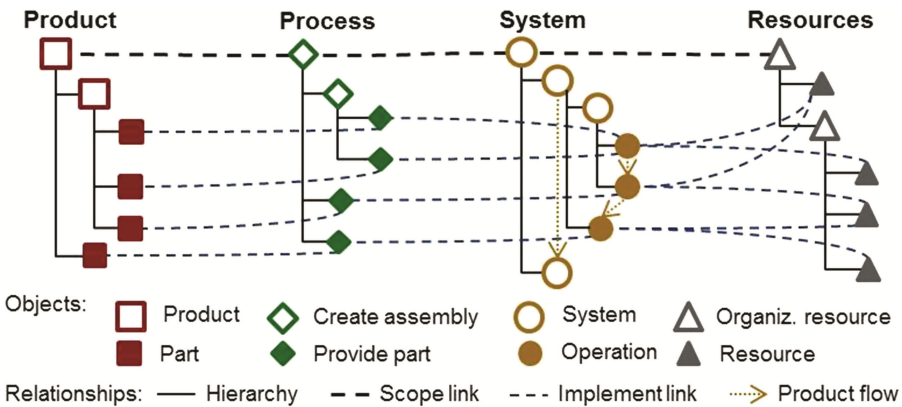 Product Process System Resources
Objects: Product Create assembly System Organiz. resource
Part Provide part Operation Resource
Relationships: Hierarchy Scope link Implement link Product flow